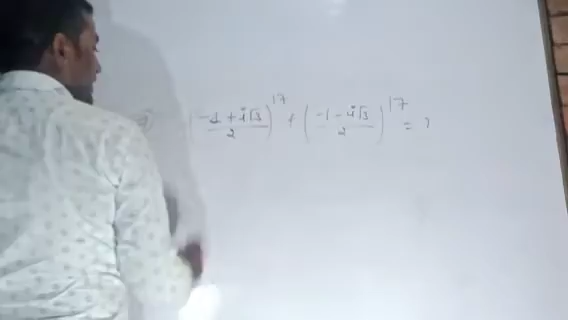 (-1+i√3/2)^17 + (-1-i√3/2)^17 = ?